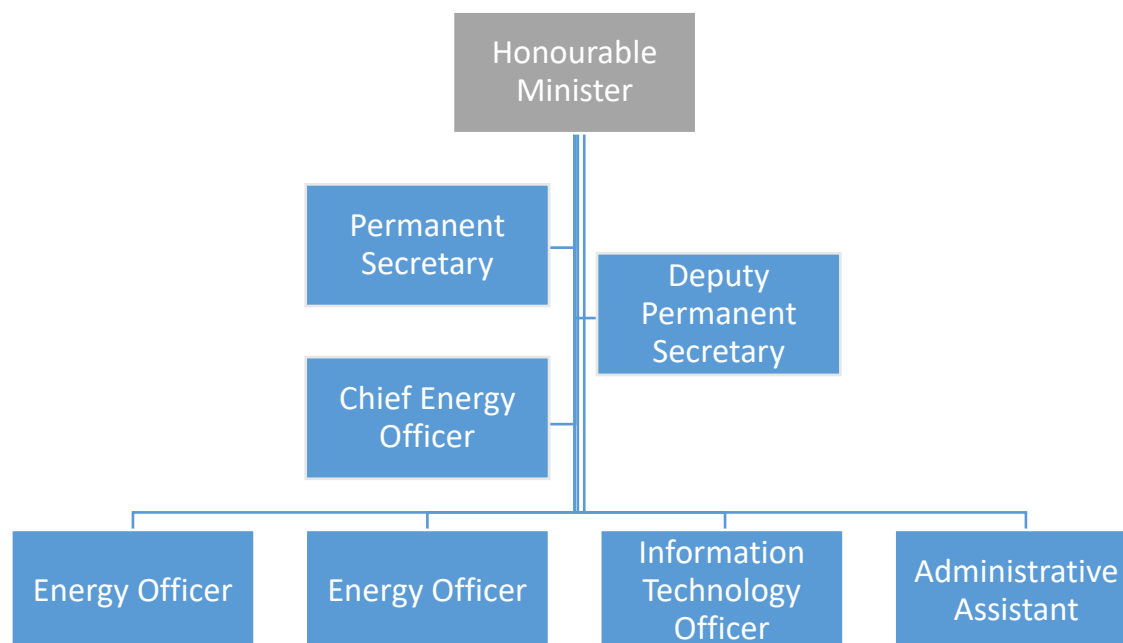 Honourable
Minister
Permanent
Secretary
Deputy
Permanent
Secretary
Chief Energy
Officer
Energy Officer
Energy Officer
Information
Technology
Officer
Administrative
Assistant